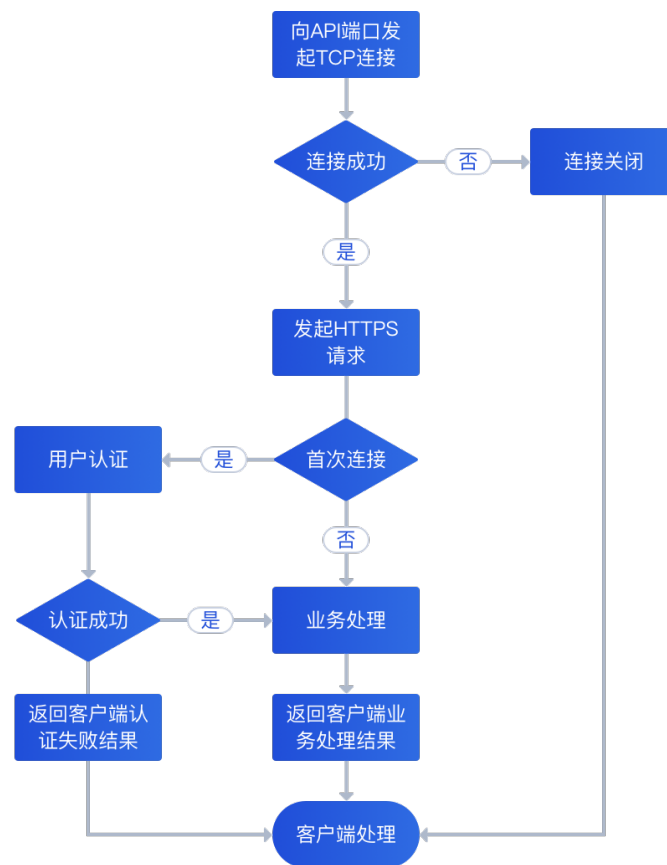 向API端口发
起TCP连接
连接成功
否
连接关闭
是
发起HTTPS
请求
用户认证
是
首次连接
否
认证成功
是
业务处理
返回客户端认
证失败结果
返回客户端业
务处理结果
客户端处理